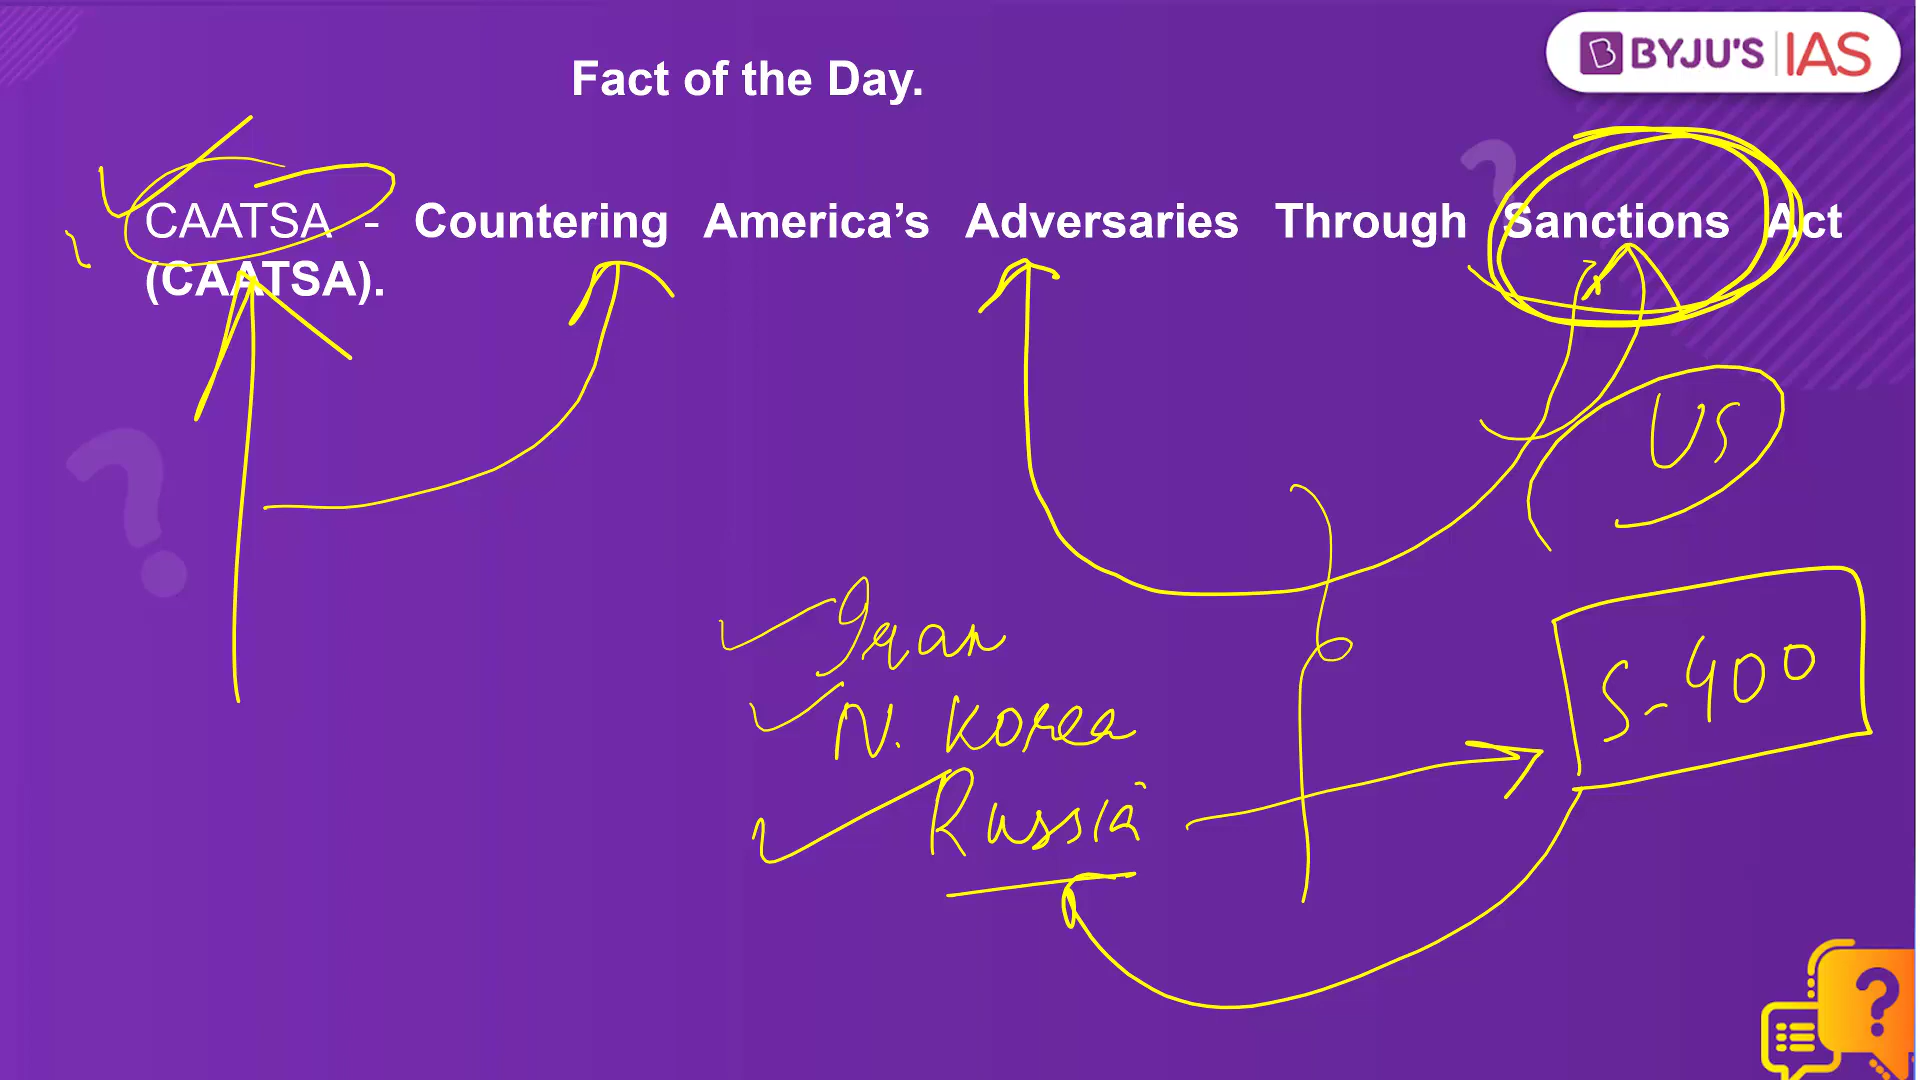 BYJU'S IAS
Fact of the Day.
CAATSA - Countering America's Adversaries Through Sanctions Act
(CAATSA).
US
Iran
N. Korea
S-400
Russia